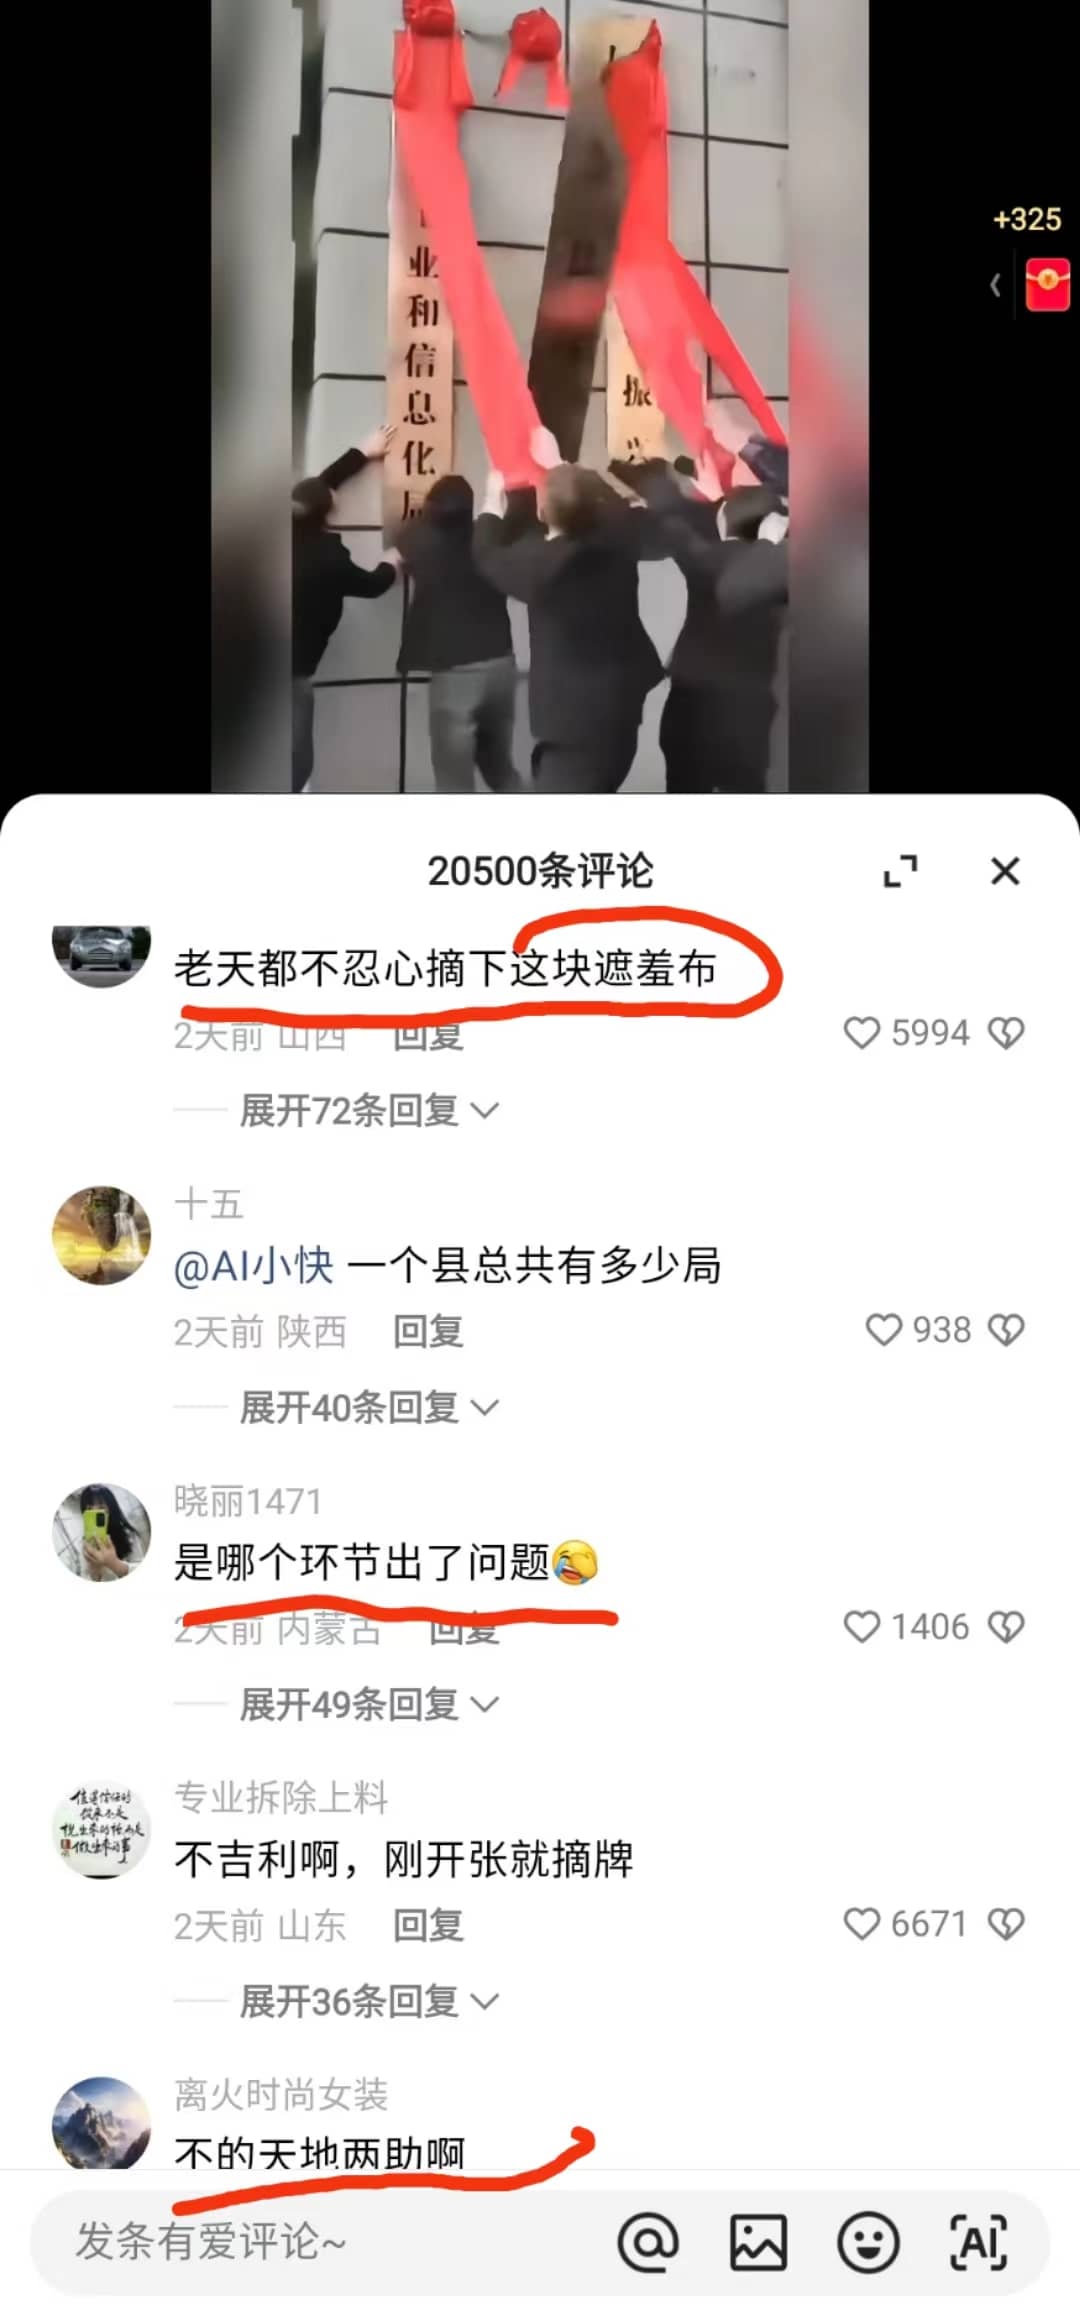 +325
业和信息化局
振兴
20500条评论
老天都不忍心摘下这块遮羞布
2天前 山西 回复
5994
展开72条回复
十五
@AI小快 一个县总共有多少局
2天前 陕西 回复
938
展开40条回复
晓丽1471
是哪个环节出了问题😂
2天前 内蒙古 回复
1406
展开49条回复
专业拆除上料
不吉利啊，刚开张就摘牌
2天前 山东 回复
6671
展开36条回复
离火时尚女装
不的天地两助啊
发条有爱评论~
AI